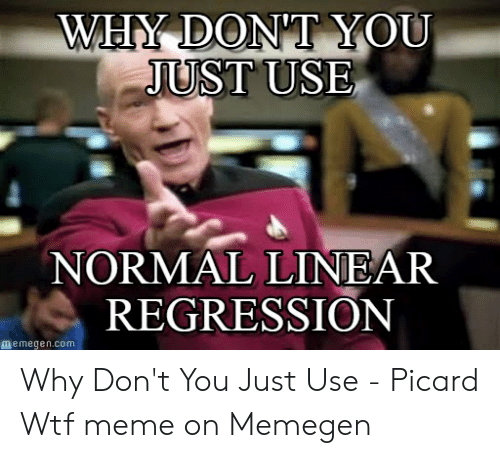 WHY DON'T YOU
JUST USE
NORMAL LINEAR
REGRESSION
memegen.com
Why Don't You Just Use - Picard
Wtf meme on Memegen